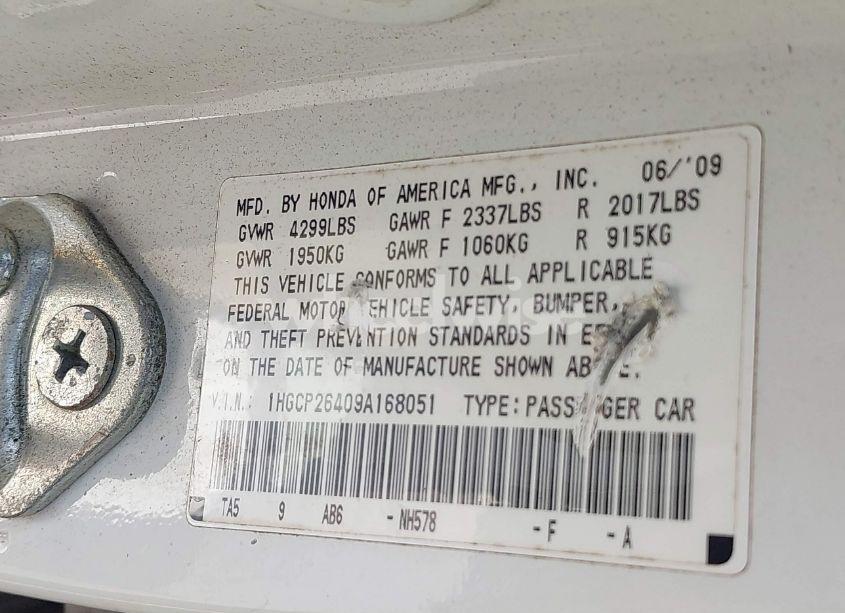 MFD. BY HONDA OF AMERICA MFG., INC. 06/'09
GVWR 4299LBS GAWR F 2337LBS R 2017LBS
GVWR 1950KG GAWR F 1060KG R 915KG
THIS VEHICLE CONFORMS TO ALL APPLICABLE
FEDERAL MOTOR VEHICLE SAFETY, BUMPER,
AND THEFT PREVENTION STANDARDS IN
ON THE DATE OF MANUFACTURE SHOWN
V.I.N.: 1HGCP26409A168051 TYPE: PASSENGER CAR
TA5 9 AB6 -NH578 -F -A